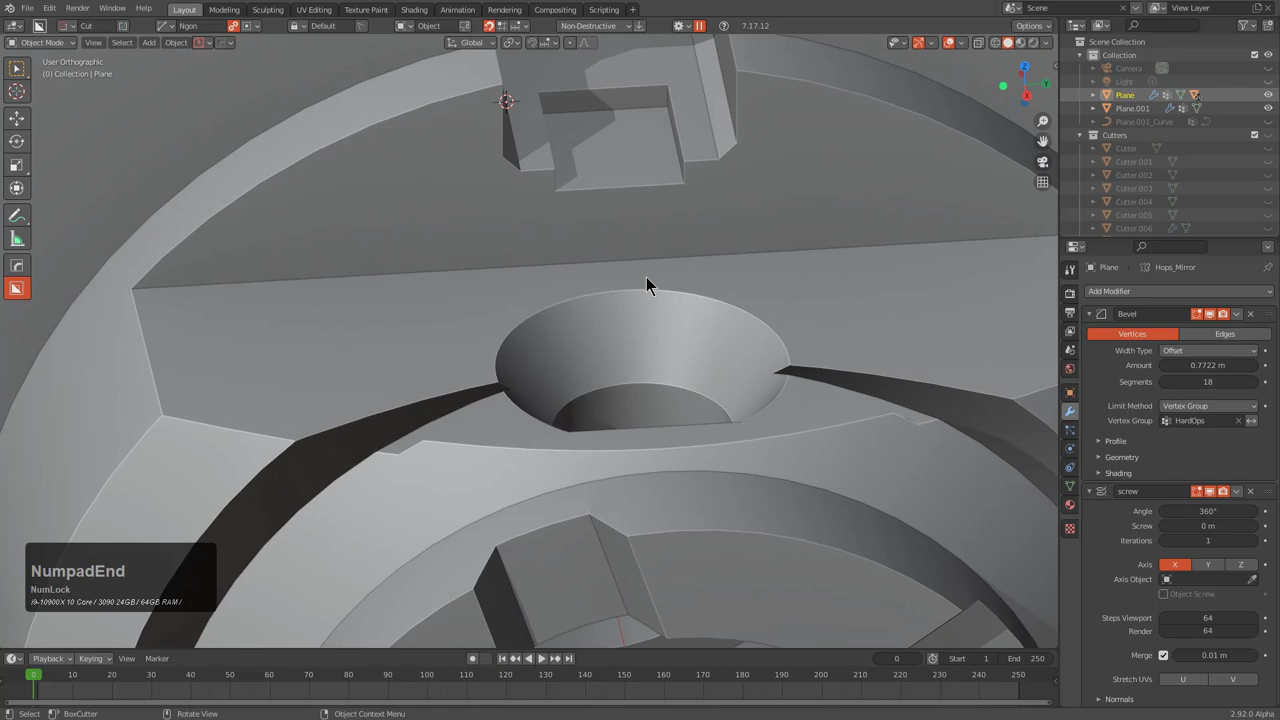 File Edit Render Window Help Layout Modeling Sculpting UV Editing Texture Paint Shading Animation Rendering Compositing Scripting + Scene View Layer
Cut Ngon Default Object Non-Destructive 7.17.12 Options
Object Mode View Select Add Object Global
User Orthographic
(0) Collection | Plane
Z
Y
X
Scene Collection
Collection
Camera
Light
Plane
Plane.001
Plane.001_Curve
Cutters
Cutter
Cutter.001
Cutter.002
Cutter.003
Cutter.004
Cutter.005
Cutter.006
Plane Hops_Mirror
Add Modifier
Bevel
Vertices Edges
Width Type Offset
Amount 0.7722 m
Segments 18
Limit Method Vertex Group
Vertex Group HardOps
Profile
Geometry
Shading
screw
Angle 360°
Screw 0 m
Iterations 1
Axis X Y Z
Axis Object
Object Screw
Steps Viewport 64
Render 64
Merge 0.01 m
Stretch UVs U V
Normals
NumpadEnd
NumLock
i9-10900X 10 Core / 3090 24GB / 64GB RAM /
Playback Keying View Marker 0 Start 1 End 250
0 10 20 30 40 50 60 70 80 90 100 110 120 130 140 150 160 170 180 190 200 210 220 230 240 250
Select BoxCutter Rotate View Object Context Menu 2.92.0 Alpha